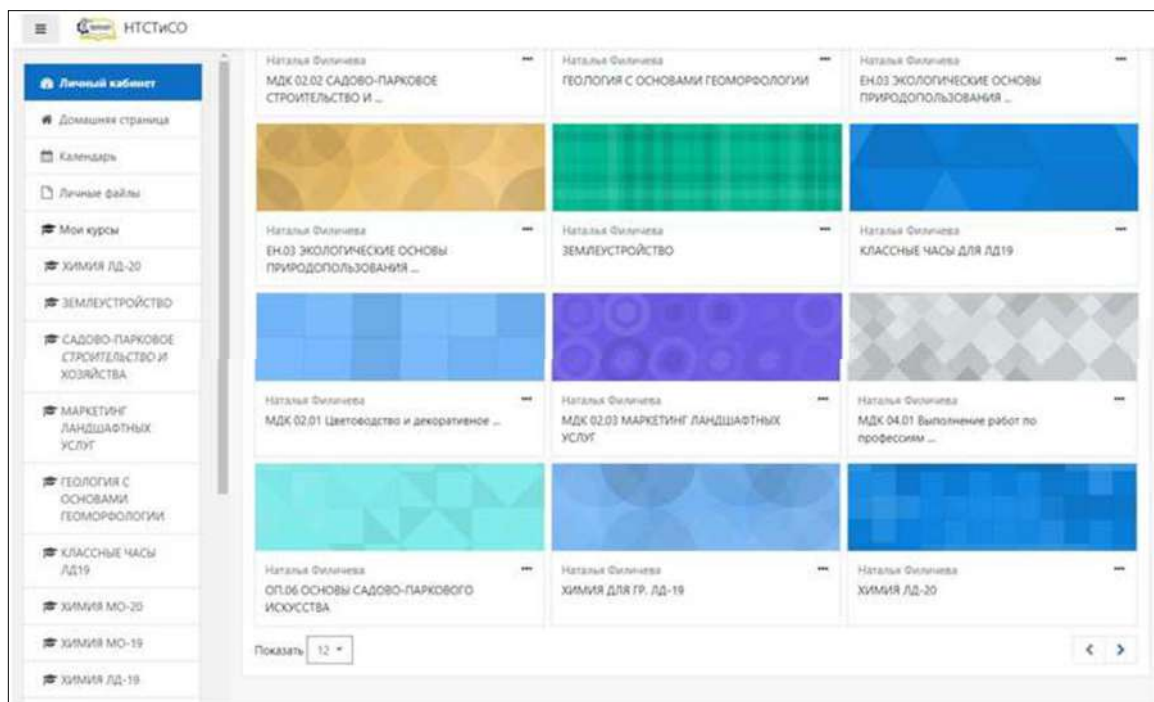 НТСТиСО
Личный кабинет
Домашняя страница
Календарь
Личные файлы
Мои курсы
ХИМИЯ ЛД-20
ЗЕМЛЕУСТРОЙСТВО
САДОВО-ПАРКОВОЕ
СТРОИТЕЛЬСТВО И
ХОЗЯЙСТВА
МАРКЕТИНГ
ЛАНДШАФТНЫХ
УСЛУГ
ГЕОЛОГИЯ С
ОСНОВАМИ
ГЕОМОРФОЛОГИИ
КЛАССНЫЕ ЧАСЫ
ЛД19
ХИМИЯ МО-20
ХИМИЯ МО-19
ХИМИЯ ЛД-19
Наталья Филичева
МДК 02.02 САДОВО-ПАРКОВОЕ
СТРОИТЕЛЬСТВО И ...
Наталья Филичева
ГЕОЛОГИЯ С ОСНОВАМИ ГЕОМОРФОЛОГИИ
Наталья Филичева
ЕН.03 ЭКОЛОГИЧЕСКИЕ ОСНОВЫ
ПРИРОДОПОЛЬЗОВАНИЯ ...
Наталья Филичева
ЕН.03 ЭКОЛОГИЧЕСКИЕ ОСНОВЫ
ПРИРОДОПОЛЬЗОВАНИЯ ...
Наталья Филичева
ЗЕМЛЕУСТРОЙСТВО
Наталья Филичева
КЛАССНЫЕ ЧАСЫ ДЛЯ ЛД19
Наталья Филичева
МДК 02.01 Цветоводство и декоративное ...
Наталья Филичева
МДК 02.03 МАРКЕТИНГ ЛАНДШАФТНЫХ
УСЛУГ
Наталья Филичева
МДК 04.01 Выполнение работ по
профессиям ...
Наталья Филичева
ОП.06 ОСНОВЫ САДОВО-ПАРКОВОГО
ИСКУССТВА
Наталья Филичева
ХИМИЯ ДЛЯ ГР. ЛД-19
Наталья Филичева
ХИМИЯ ЛД-20
Показать 12